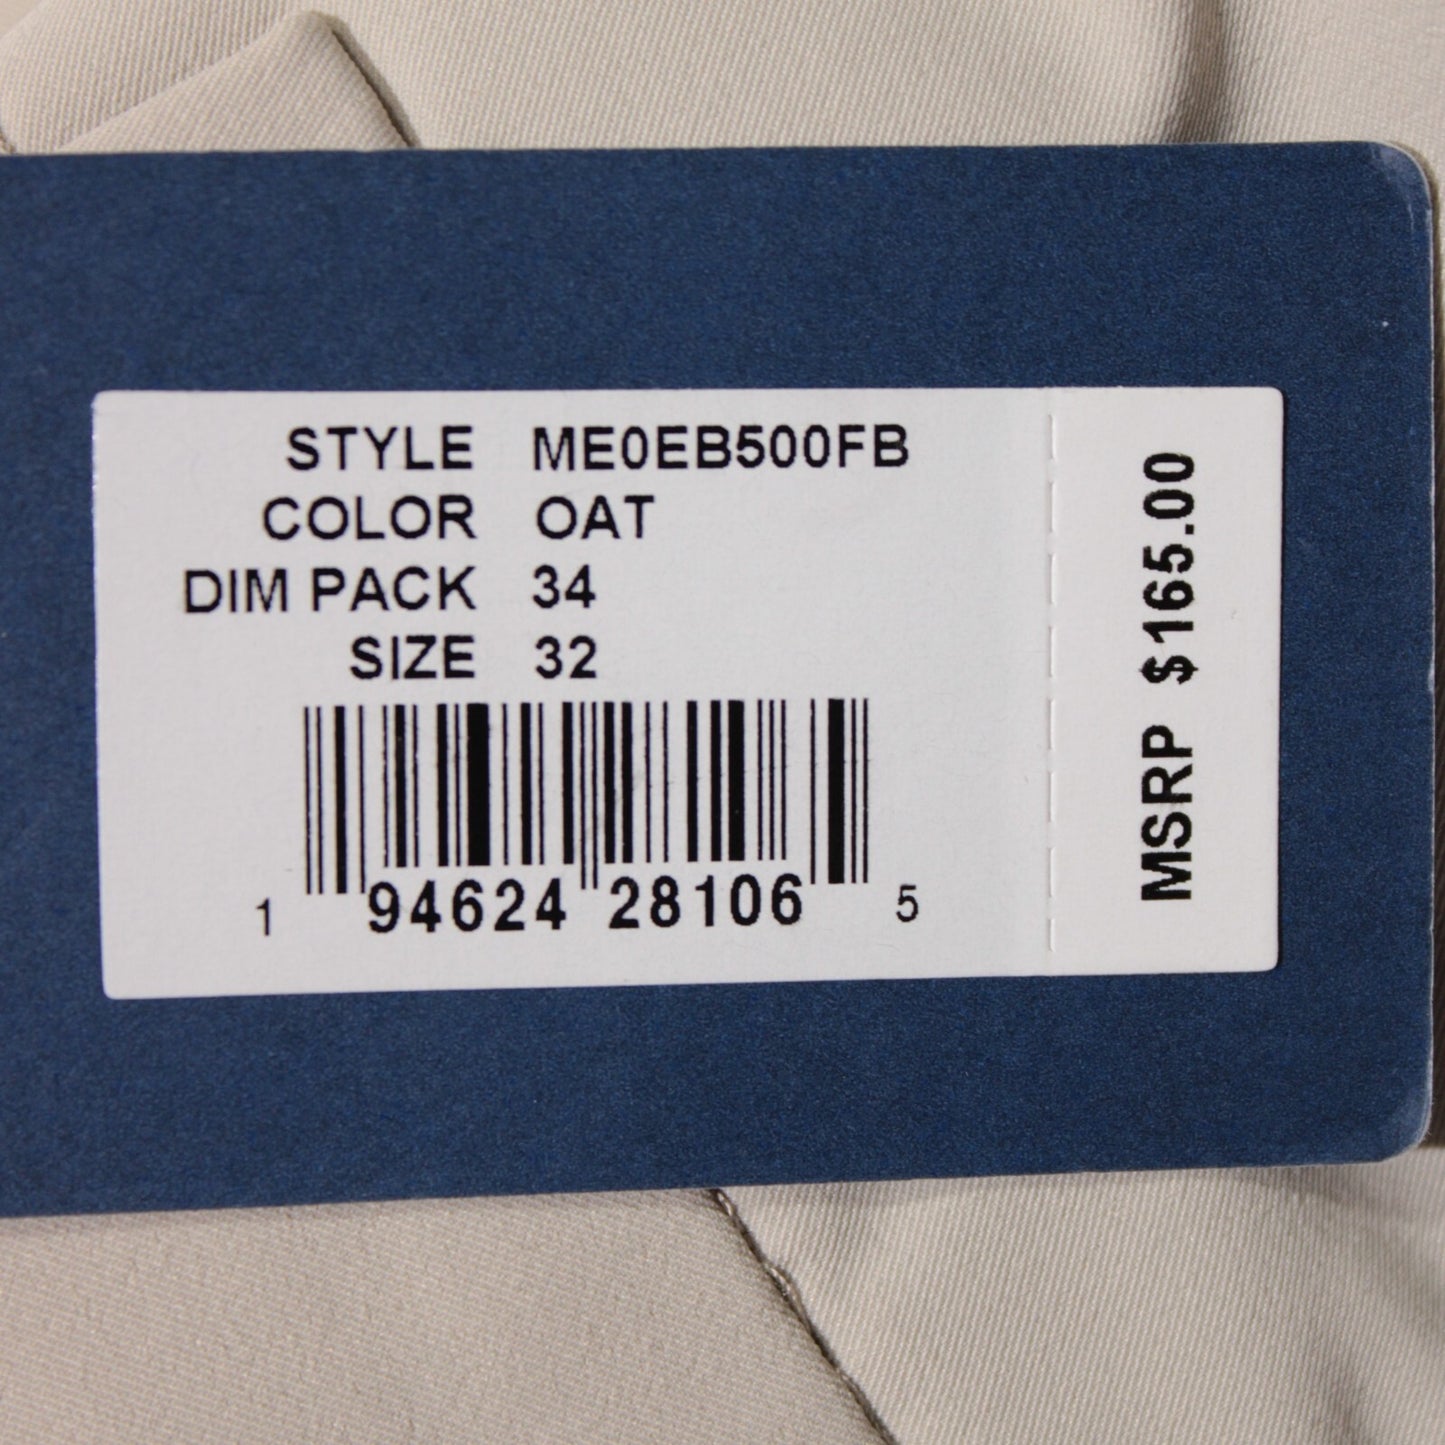 STYLE ME0EB500FB
COLOR OAT
DIM PACK 34
SIZE 32
1 94624 28106 5
MSRP $165.00